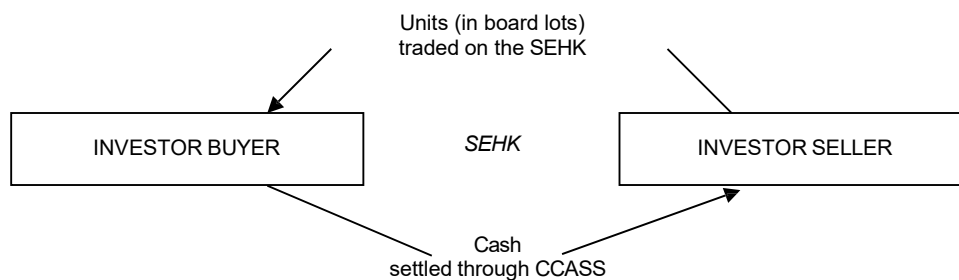 Units (in board lots)
traded on the SEHK
INVESTOR BUYER
SEHK
INVESTOR SELLER
Cash
settled through CCASS